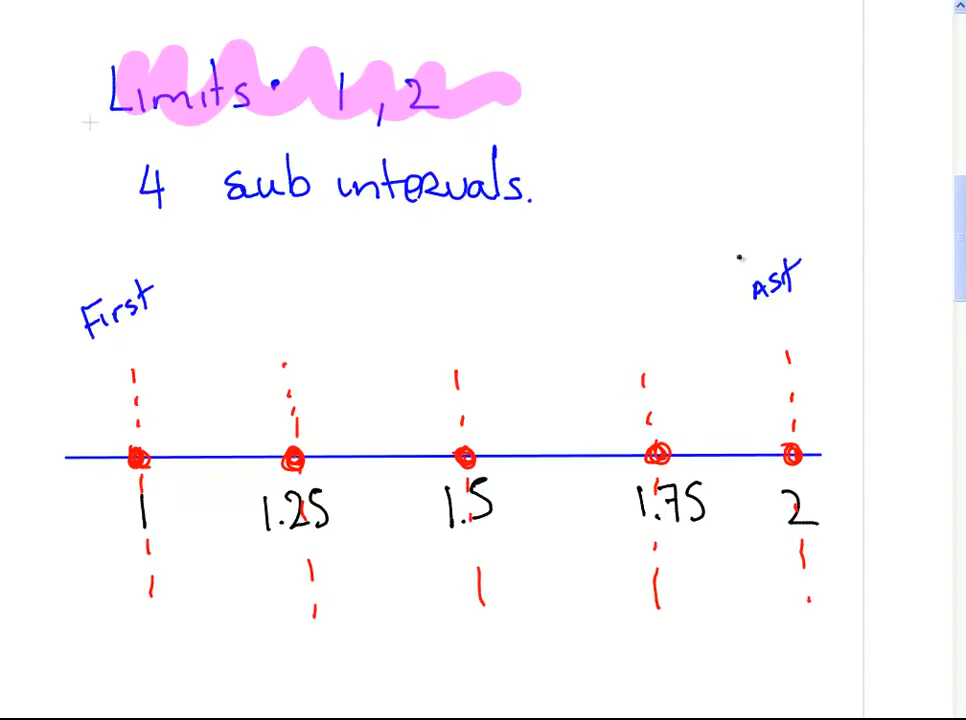 Limits: 1, 2
4 sub intervals.
First
Ast
1 1.25 1.5 1.75 2